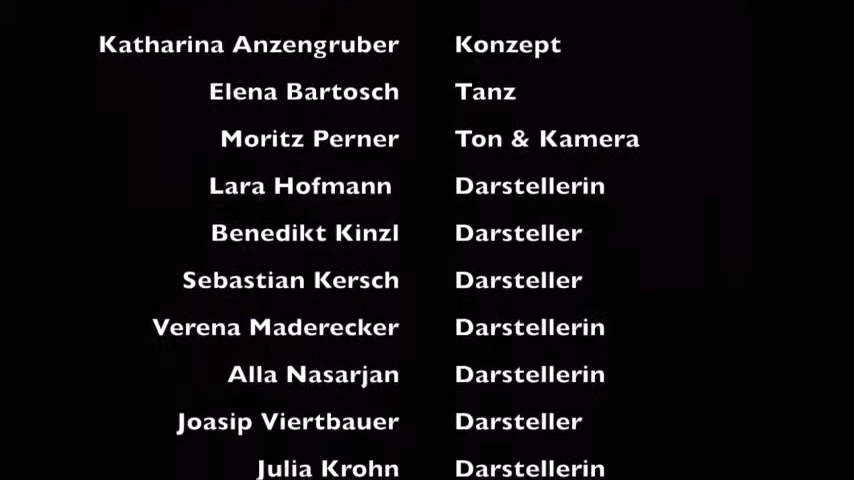 Katharina Anzengruber Konzept
Elena Bartosch Tanz
Moritz Perner Ton & Kamera
Lara Hofmann Darstellerin
Benedikt Kinzl Darsteller
Sebastian Kersch Darsteller
Verena Maderecker Darstellerin
Alla Nasarjan Darstellerin
Joasip Viertbauer Darsteller
Julia Krohn Darstellerin